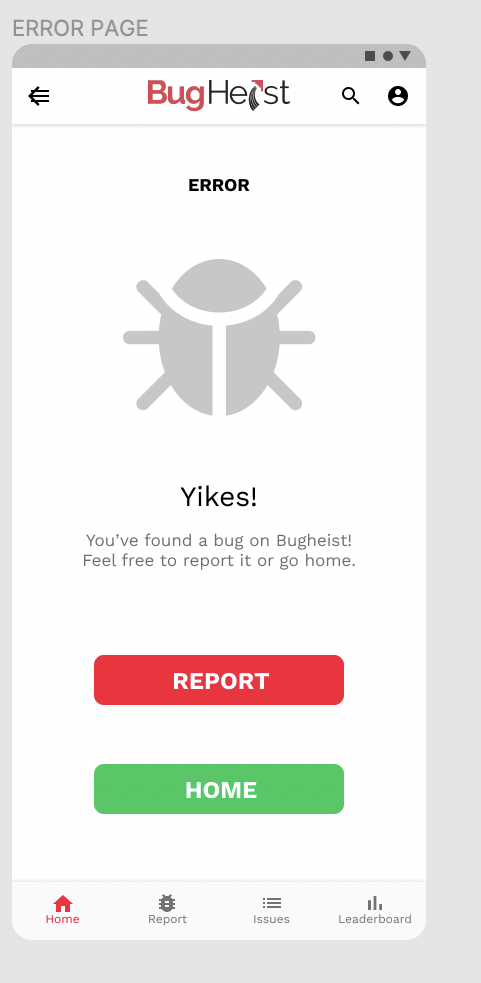 ERROR PAGE
BugHeist
ERROR
Yikes!
You’ve found a bug on Bugheist!
Feel free to report it or go home.
REPORT
HOME
Home
Report
Issues
Leaderboard